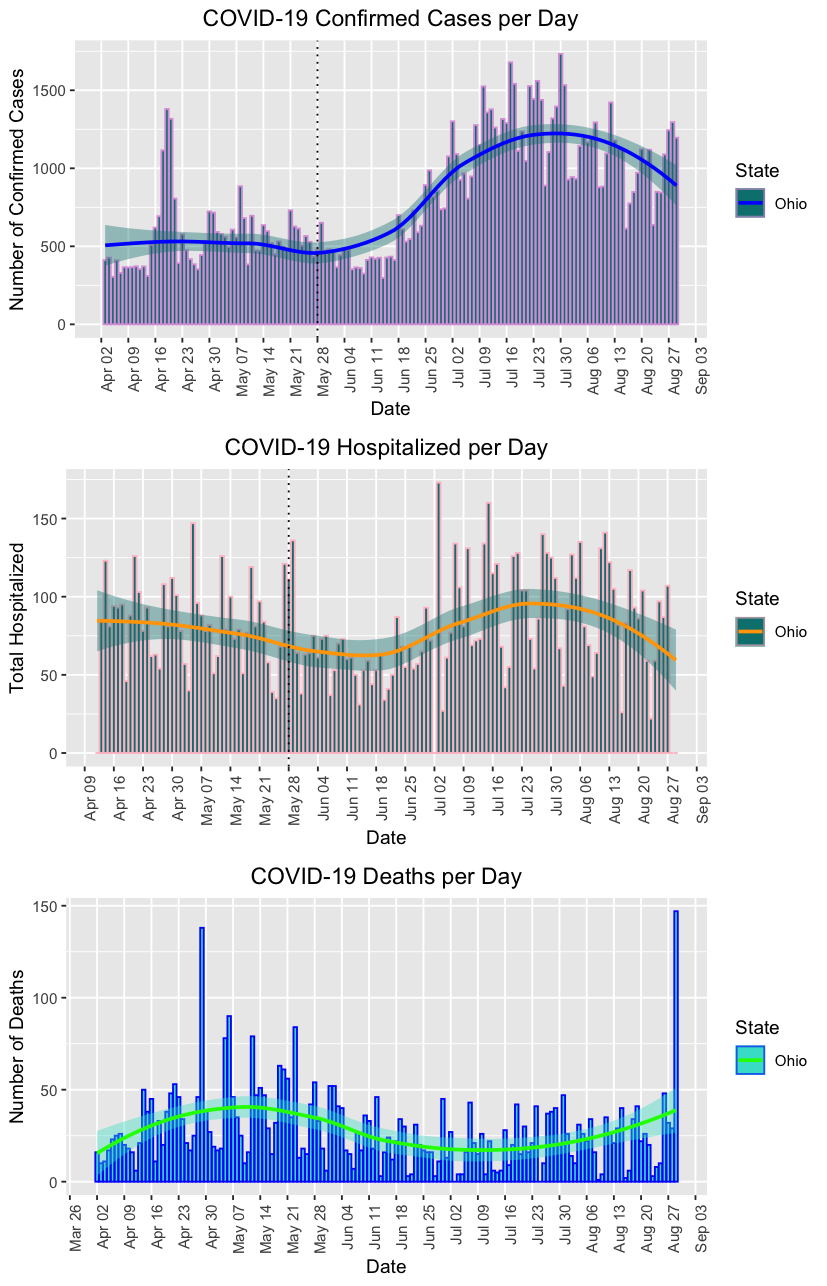 COVID-19 Confirmed Cases per Day
Number of Confirmed Cases
1500
1000
500
0
Apr 02
Apr 09
Apr 16
Apr 23
Apr 30
May 07
May 14
May 21
May 28
Jun 04
Jun 11
Jun 18
Jun 25
Jul 02
Jul 09
Jul 16
Jul 23
Jul 30
Aug 06
Aug 13
Aug 20
Aug 27
Sep 03
Date
State
Ohio
COVID-19 Hospitalized per Day
Total Hospitalized
150
100
50
0
Apr 09
Apr 16
Apr 23
Apr 30
May 07
May 14
May 21
May 28
Jun 04
Jun 11
Jun 18
Jun 25
Jul 02
Jul 09
Jul 16
Jul 23
Jul 30
Aug 06
Aug 13
Aug 20
Aug 27
Sep 03
Date
State
Ohio
COVID-19 Deaths per Day
Number of Deaths
150
100
50
0
Mar 26
Apr 02
Apr 09
Apr 16
Apr 23
Apr 30
May 07
May 14
May 21
May 28
Jun 04
Jun 11
Jun 18
Jun 25
Jul 02
Jul 09
Jul 16
Jul 23
Jul 30
Aug 06
Aug 13
Aug 20
Aug 27
Sep 03
Date
State
Ohio